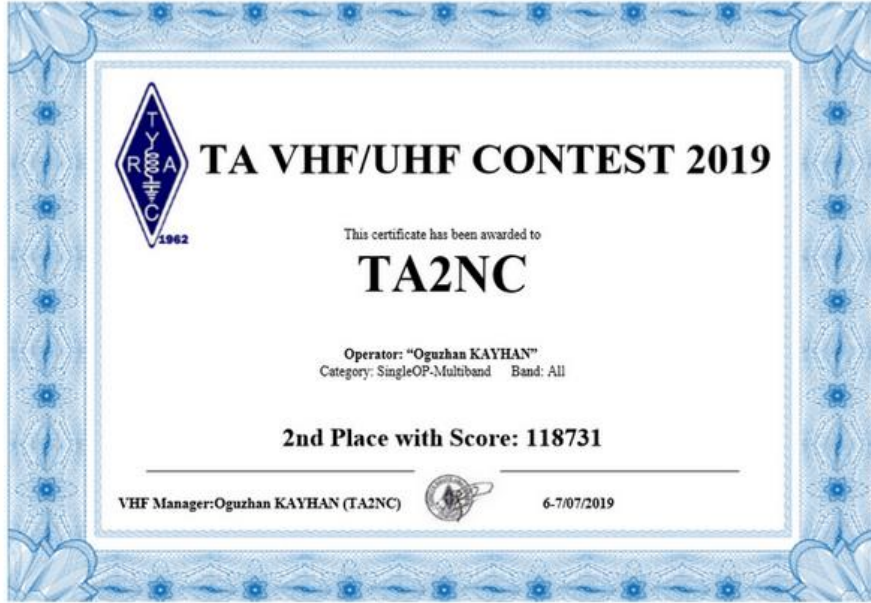 T
Y
R A
C
1962
TA VHF/UHF CONTEST 2019
This certificate has been awarded to
TA2NC
Operator: “Oguzhan KAYHAN”
Category: SingleOP-Multiband Band: All
2nd Place with Score: 118731
VHF Manager:Oguzhan KAYHAN (TA2NC) 6-7/07/2019